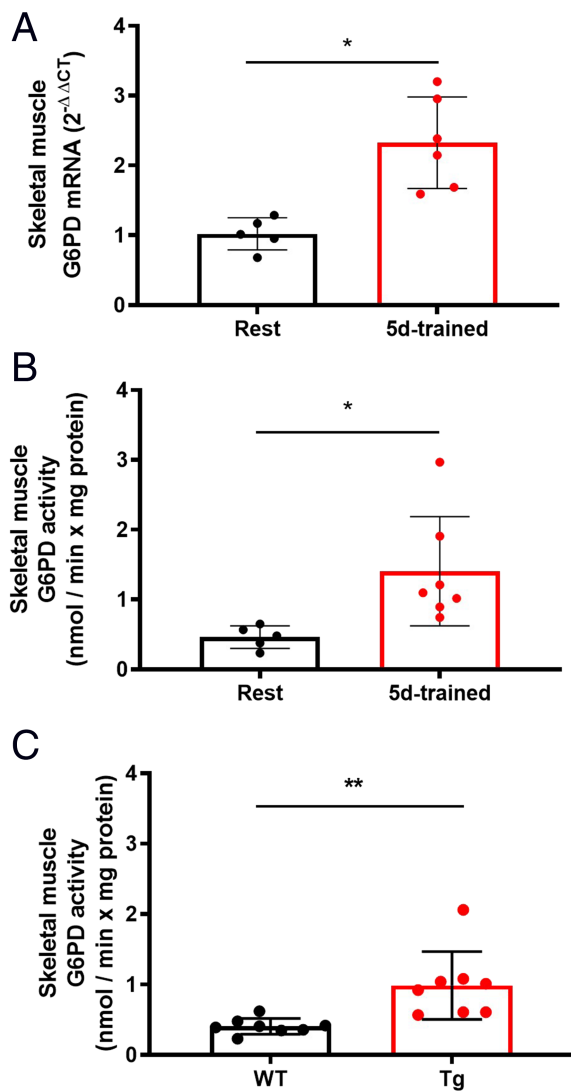 A
Skeletal muscle
G6PD mRNA (2-Δ ΔCT)
4
3
2
1
0
*
Rest
5d-trained
B
Skeletal muscle
G6PD activity
(nmol / min x mg protein)
4
3
2
1
0
*
Rest
5d-trained
C
Skeletal muscle
G6PD activity
(nmol / min x mg protein)
4
3
2
1
0
**
WT
Tg